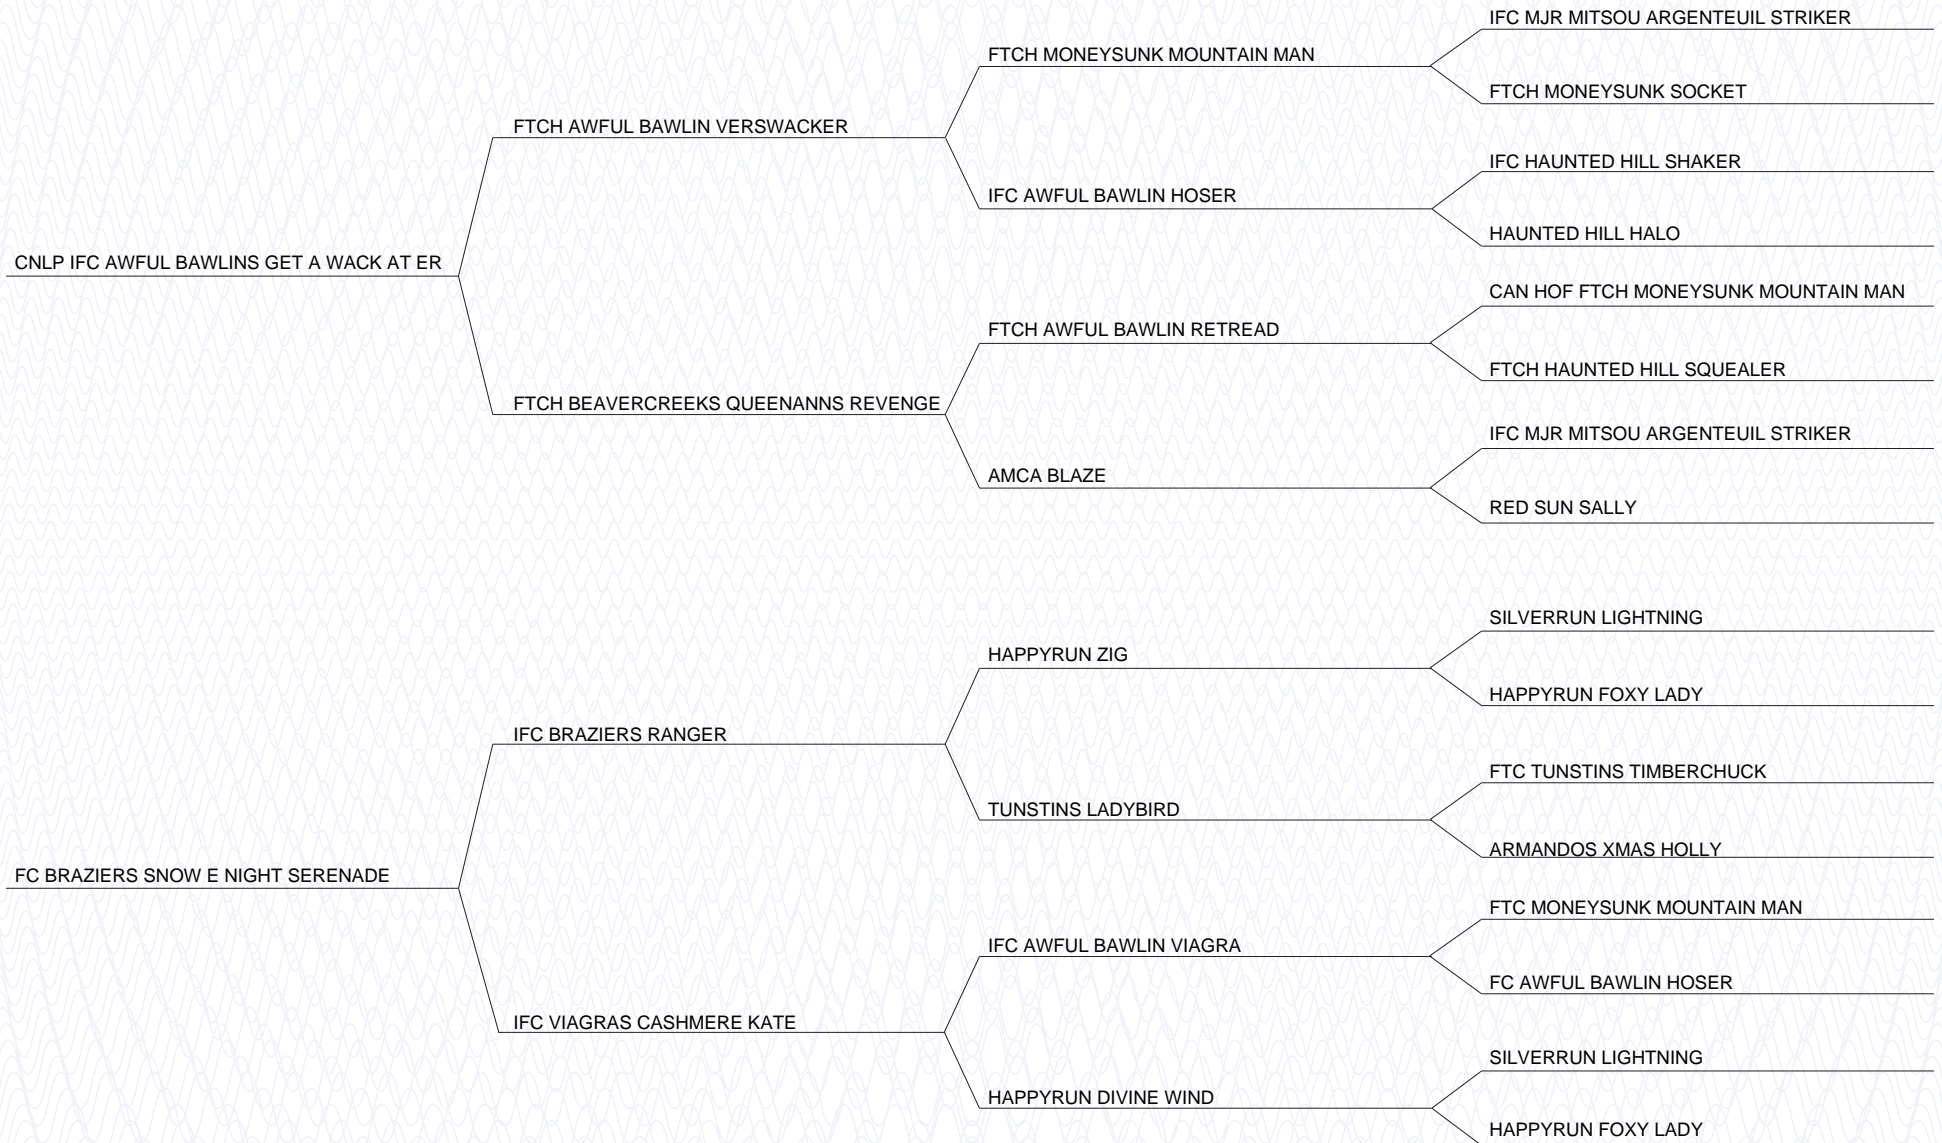 IFC MJR MITSOU ARGENTEUIL STRIKER
FTCH MONEYSUNK MOUNTAIN MAN
FTCH MONEYSUNK SOCKET
FTCH AWFUL BAWLIN VERSWACKER
IFC HAUNTED HILL SHAKER
IFC AWFUL BAWLIN HOSER
HAUNTED HILL HALO
CNLP IFC AWFUL BAWLINS GET A WACK AT ER
CAN HOF FTCH MONEYSUNK MOUNTAIN MAN
FTCH AWFUL BAWLIN RETREAD
FTCH HAUNTED HILL SQUEALER
FTCH BEAVERCREEKS QUEENANNS REVENGE
IFC MJR MITSOU ARGENTEUIL STRIKER
AMCA BLAZE
RED SUN SALLY
SILVERRUN LIGHTNING
HAPPYRUN ZIG
HAPPYRUN FOXY LADY
IFC BRAZIERS RANGER
FTC TUNSTINS TIMBERCHUCK
TUNSTINS LADYBIRD
ARMANDOS XMAS HOLLY
FC BRAZIERS SNOW E NIGHT SERENADE
FTC MONEYSUNK MOUNTAIN MAN
IFC AWFUL BAWLIN VIAGRA
FC AWFUL BAWLIN HOSER
IFC VIAGRAS CASHMERE KATE
SILVERRUN LIGHTNING
HAPPYRUN DIVINE WIND
HAPPYRUN FOXY LADY